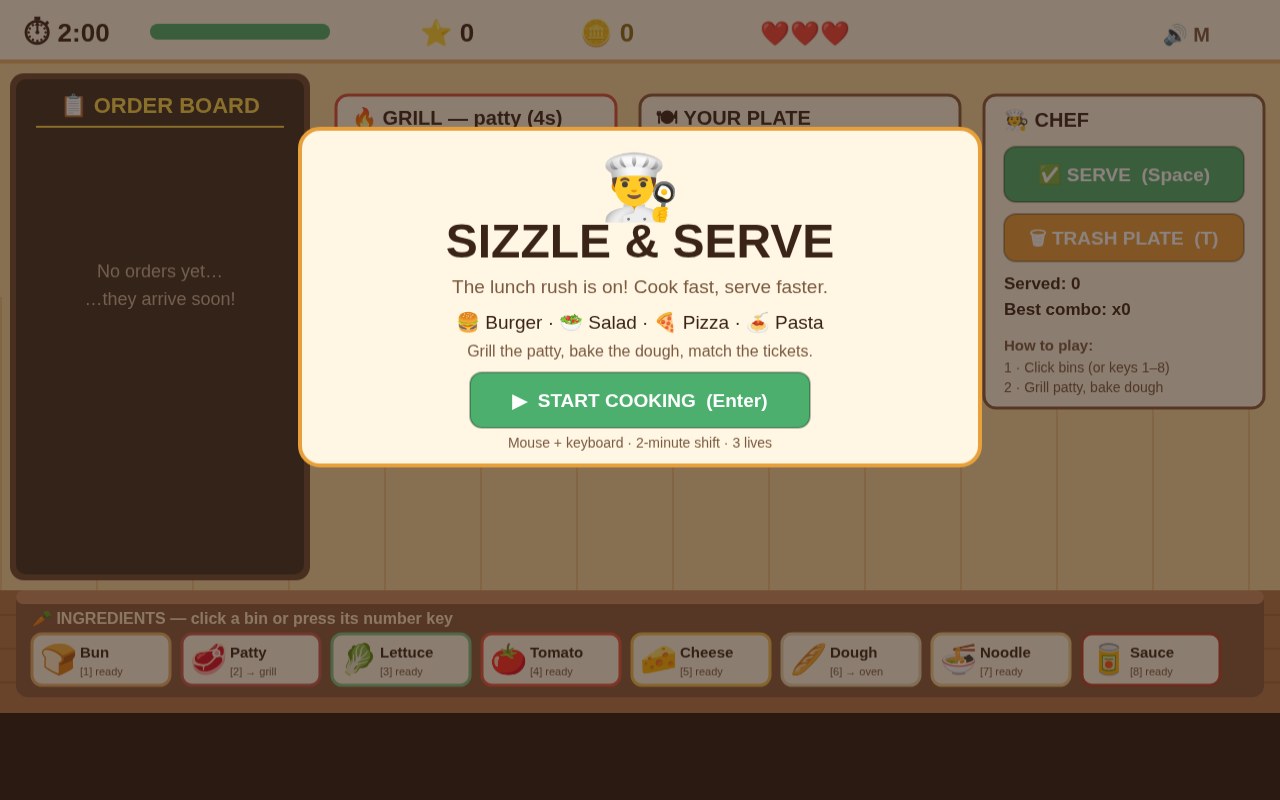 2:00
0
0
M
ORDER BOARD
No orders yet…
…they arrive soon!
GRILL — patty (4s)
YOUR PLATE
CHEF
SERVE (Space)
TRASH PLATE (T)
Served: 0
Best combo: x0
How to play:
1 · Click bins (or keys 1–8)
2 · Grill patty, bake dough
SIZZLE & SERVE
The lunch rush is on! Cook fast, serve faster.
Burger · Salad · Pizza · Pasta
Grill the patty, bake the dough, match the tickets.
▶ START COOKING (Enter)
Mouse + keyboard · 2-minute shift · 3 lives
INGREDIENTS — click a bin or press its number key
Bun
[1] ready
Patty
[2] → grill
Lettuce
[3] ready
Tomato
[4] ready
Cheese
[5] ready
Dough
[6] → oven
Noodle
[7] ready
Sauce
[8] ready